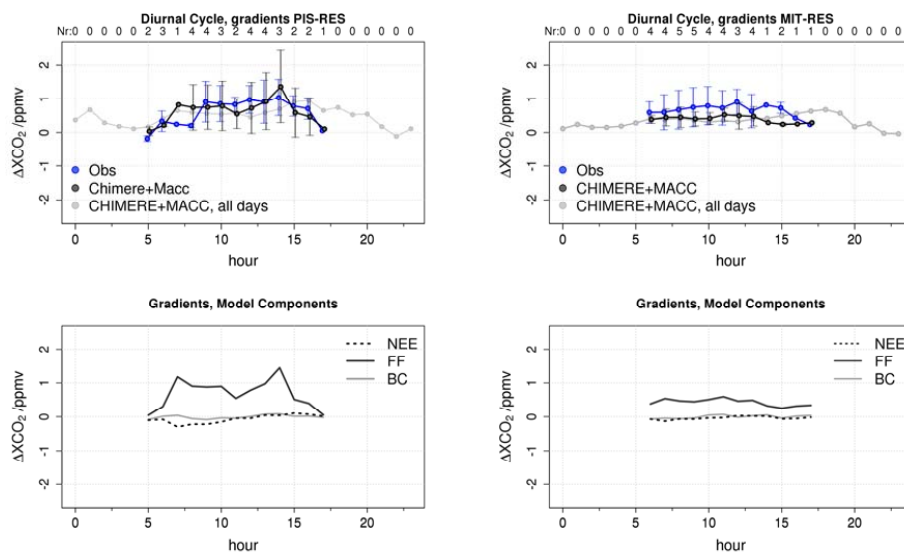 Diurnal Cycle, gradients PIS-RES
Nr:0 0 0 0 0 2 3 1 4 4 3 2 4 4 3 2 2 1 0 0 0 0 0 0
ΔXCO₂ /ppmv
2
1
0
-1
-2
Obs
Chimere+Macc
CHIMERE+MACC, all days
0 5 10 15 20
hour
Diurnal Cycle, gradients MIT-RES
Nr:0 0 0 0 0 0 4 4 5 5 4 4 3 4 1 2 1 1 0 0 0 0 0 0
ΔXCO₂ /ppmv
2
1
0
-1
-2
Obs
CHIMERE+MACC
CHIMERE+MACC, all days
0 5 10 15 20
hour
Gradients, Model Components
ΔXCO₂ /ppmv
2
1
0
-1
-2
NEE
FF
BC
0 5 10 15 20
hour
Gradients, Model Components
ΔXCO₂ /ppmv
2
1
0
-1
-2
NEE
FF
BC
0 5 10 15 20
hour